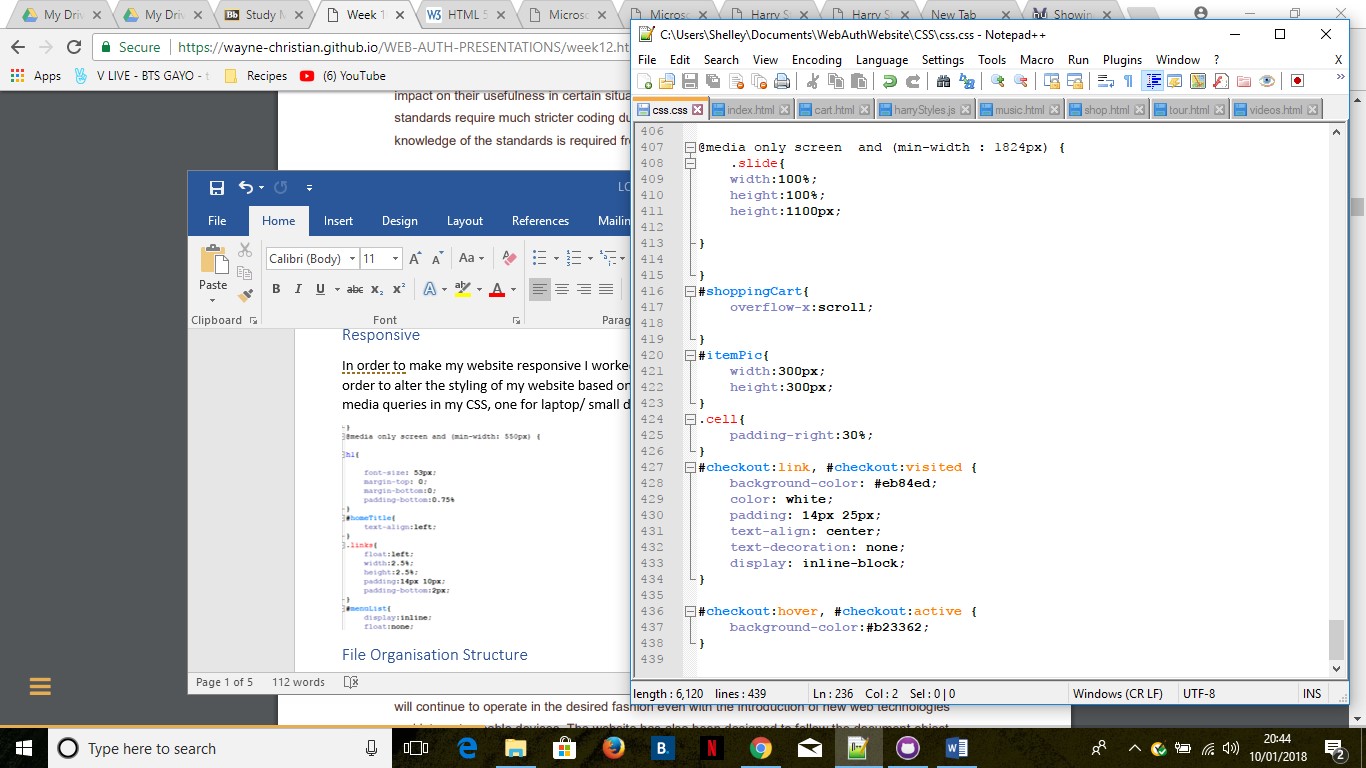 My Driv
My Driv
Study M
Week 1
HTML 5
Microsc
Microsc
Harry S
Harry S
New Tab
Showin
Secure
https://wayne-christian.github.io/WEB-AUTH-PRESENTATIONS/week12.ht
Apps
V LIVE - BTS GAYO - t
Recipes
(6) YouTube
impact on their usefulness in certain situa
standards require much stricter coding du
knowledge of the standards is required fr
File
Home
Insert
Design
Layout
References
Mailin
Paste
Clipboard
Calibri (Body)
11
Font
Parag
Responsive
In order to make my website responsive I worke
order to alter the styling of my website based on
media queries in my CSS, one for laptop/ small d
}
@media only screen and (min-width: 550px) {
h1{
font-size: 53px;
margin-top: 0;
margin-bottom:0;
padding-bottom:0.75%
}
#homeTitle{
text-align:left;
}
.links{
float:left;
width:2.5%;
height:2.5%;
padding:14px 10px;
padding-bottom:2px;
}
#menuList{
display:inline;
float:none;
File Organisation Structure
Page 1 of 5
112 words
will continue to operate in the desired fashion even with the introduction of new web technologies
C:\Users\Shelley\Documents\WebAuthWebsite\CSS\css.css - Notepad++
File Edit Search View Encoding Language Settings Tools Macro Run Plugins Window ?
X
css.css
index.html
cart.html
harryStyles.js
music.html
shop.html
tour.html
videos.html
406
407 @media only screen  and (min-width : 1824px) {
408 .slide{
409 width:100%;
410 height:100%;
411 height:1100px;
412
413 }
414
415 }
416 #shoppingCart{
417 overflow-x:scroll;
418
419 }
420 #itemPic{
421 width:300px;
422 height:300px;
423 }
424 .cell{
425 padding-right:30%;
426 }
427 #checkout:link, #checkout:visited {
428 background-color: #eb84ed;
429 color: white;
430 padding: 14px 25px;
431 text-align: center;
432 text-decoration: none;
433 display: inline-block;
434 }
435
436 #checkout:hover, #checkout:active {
437 background-color:#b23362;
438 }
439
length : 6,120 lines : 439
Ln : 236 Col : 2 Sel : 0 | 0
Windows (CR LF)
UTF-8
INS
Type here to search
20:44
10/01/2018
2